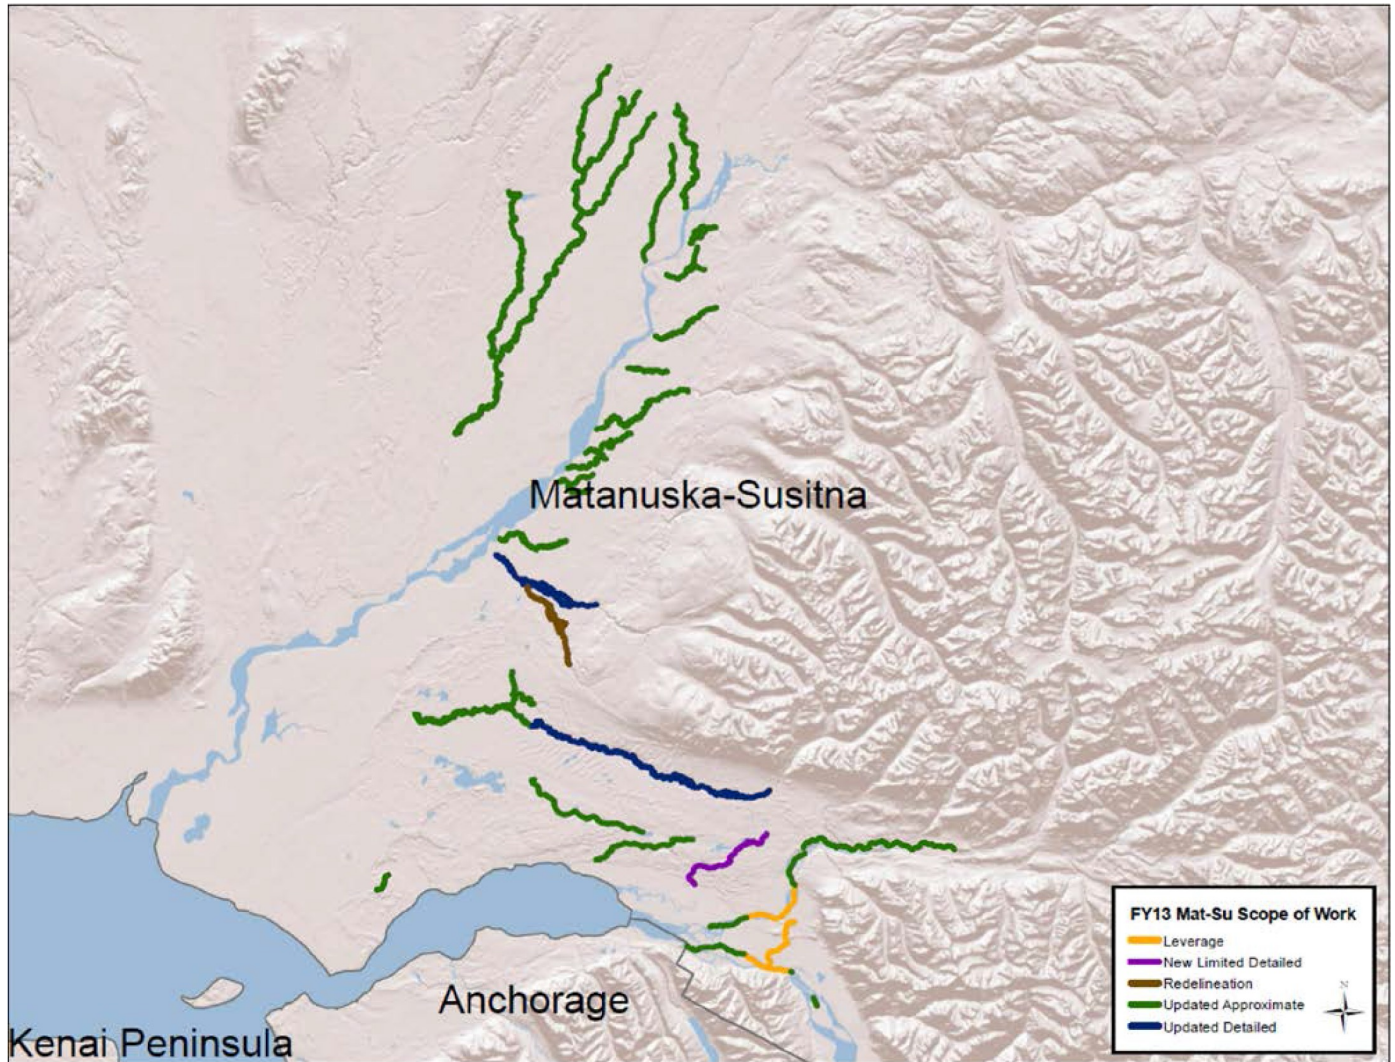 Matanuska-Susitna
FY13 Mat-Su Scope of Work
Leverage
New Limited Detailed
Redelineation
Updated Approximate
Updated Detailed
N
Anchorage
Kenai Peninsula